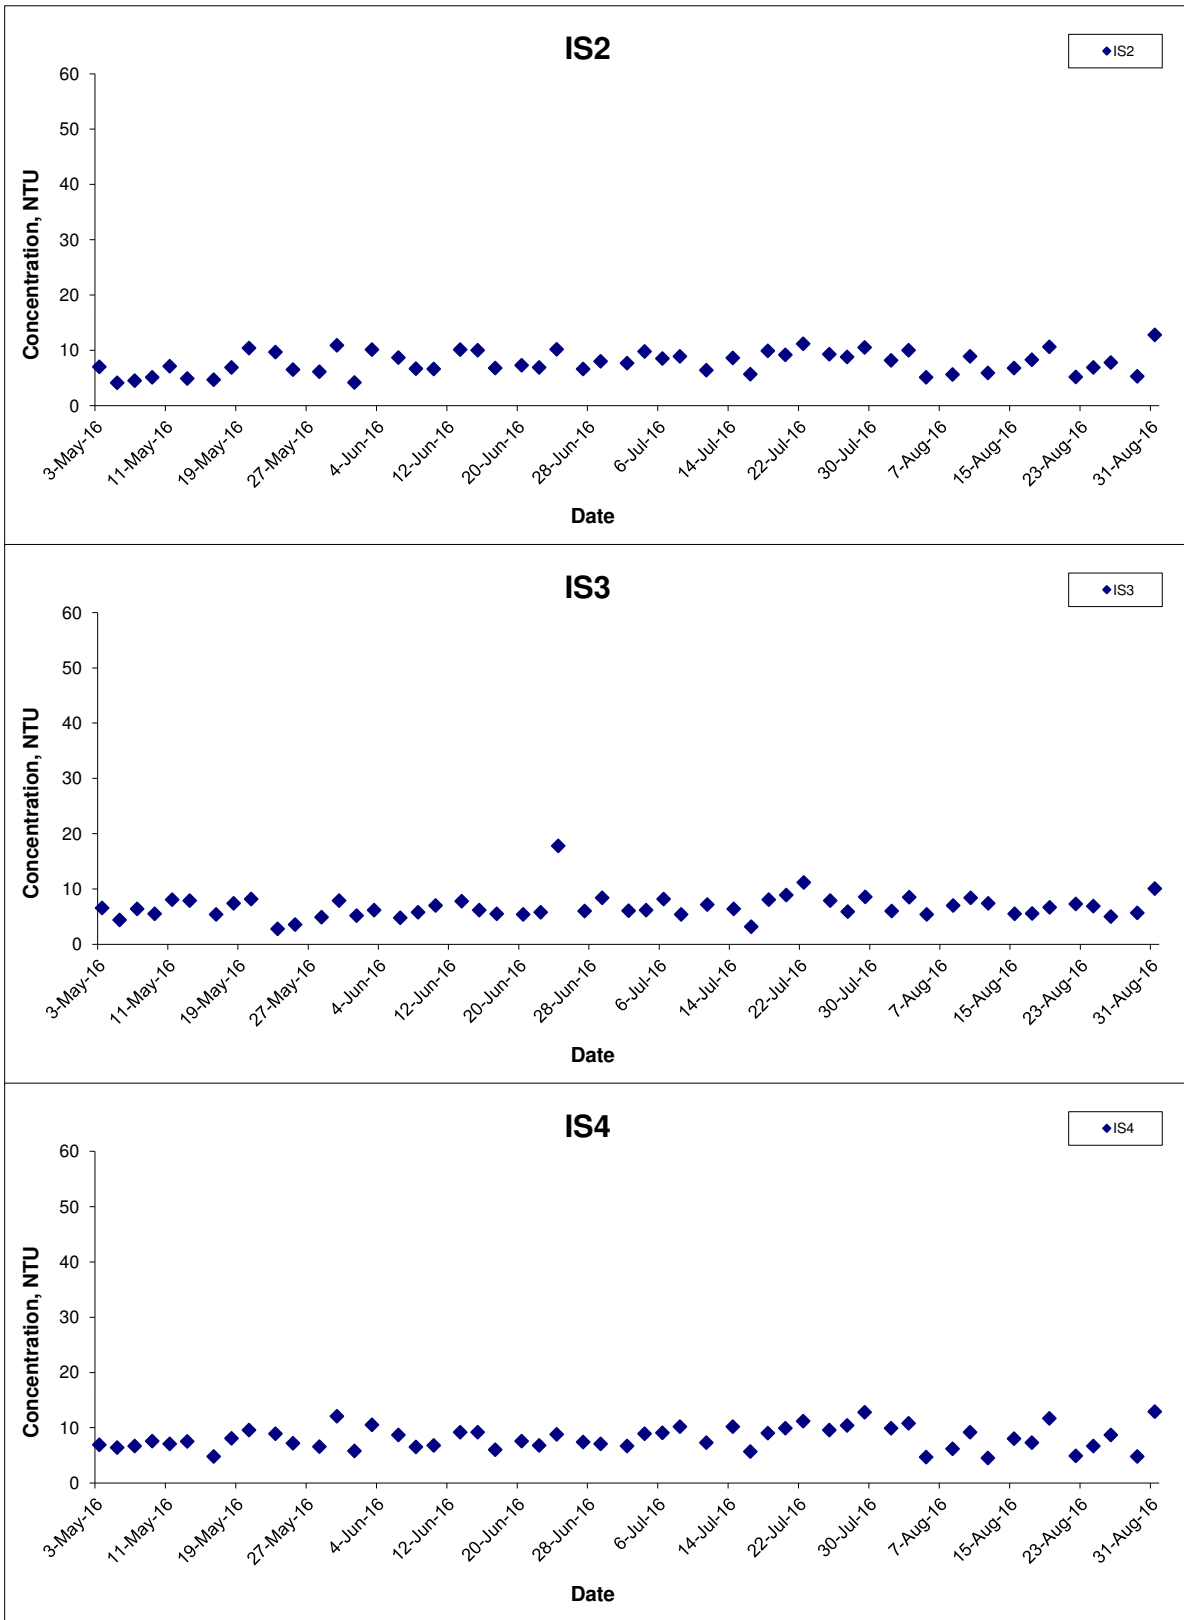 IS2
IS2
60
50
40
30
20
10
0
Concentration, NTU
3-May-16 11-May-16 19-May-16 27-May-16 4-Jun-16 12-Jun-16 20-Jun-16 28-Jun-16 6-Jul-16 14-Jul-16 22-Jul-16 30-Jul-16 7-Aug-16 15-Aug-16 23-Aug-16 31-Aug-16
Date
IS3
IS3
60
50
40
30
20
10
0
Concentration, NTU
3-May-16 11-May-16 19-May-16 27-May-16 4-Jun-16 12-Jun-16 20-Jun-16 28-Jun-16 6-Jul-16 14-Jul-16 22-Jul-16 30-Jul-16 7-Aug-16 15-Aug-16 23-Aug-16 31-Aug-16
Date
IS4
IS4
60
50
40
30
20
10
0
Concentration, NTU
3-May-16 11-May-16 19-May-16 27-May-16 4-Jun-16 12-Jun-16 20-Jun-16 28-Jun-16 6-Jul-16 14-Jul-16 22-Jul-16 30-Jul-16 7-Aug-16 15-Aug-16 23-Aug-16 31-Aug-16
Date